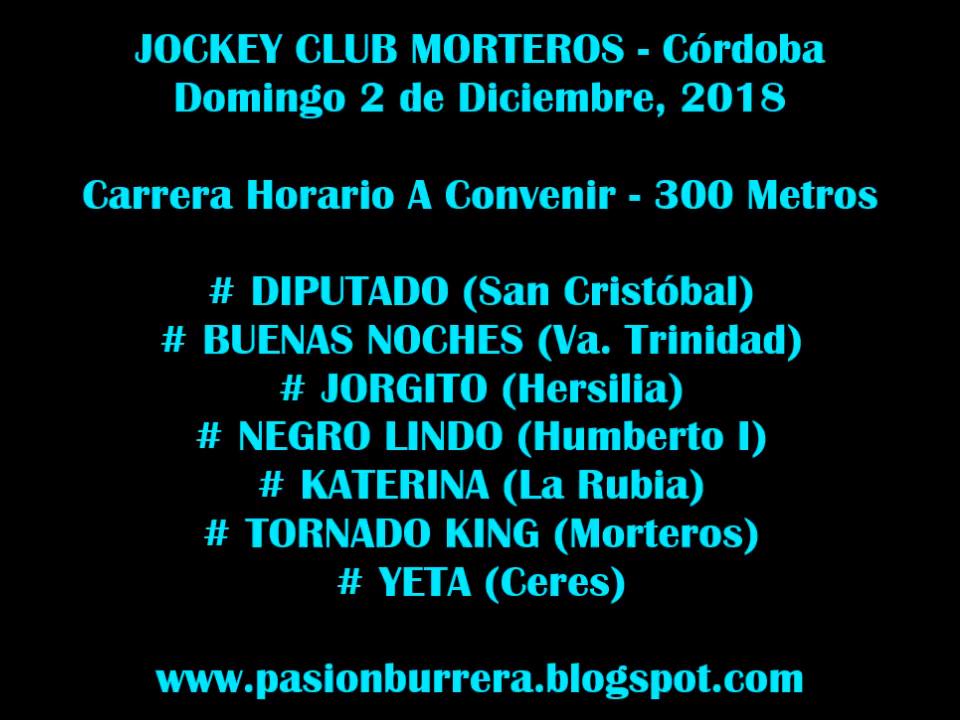 JOCKEY CLUB MORTEROS - Córdoba
Domingo 2 de Diciembre, 2018
Carrera Horario A Convenir - 300 Metros
# DIPUTADO (San Cristóbal)
# BUENAS NOCHES (Va. Trinidad)
# JORGITO (Hersilia)
# NEGRO LINDO (Humberto I)
# KATERINA (La Rubia)
# TORNADO KING (Morteros)
# YETA (Ceres)
www.pasionburrera.blogspot.com